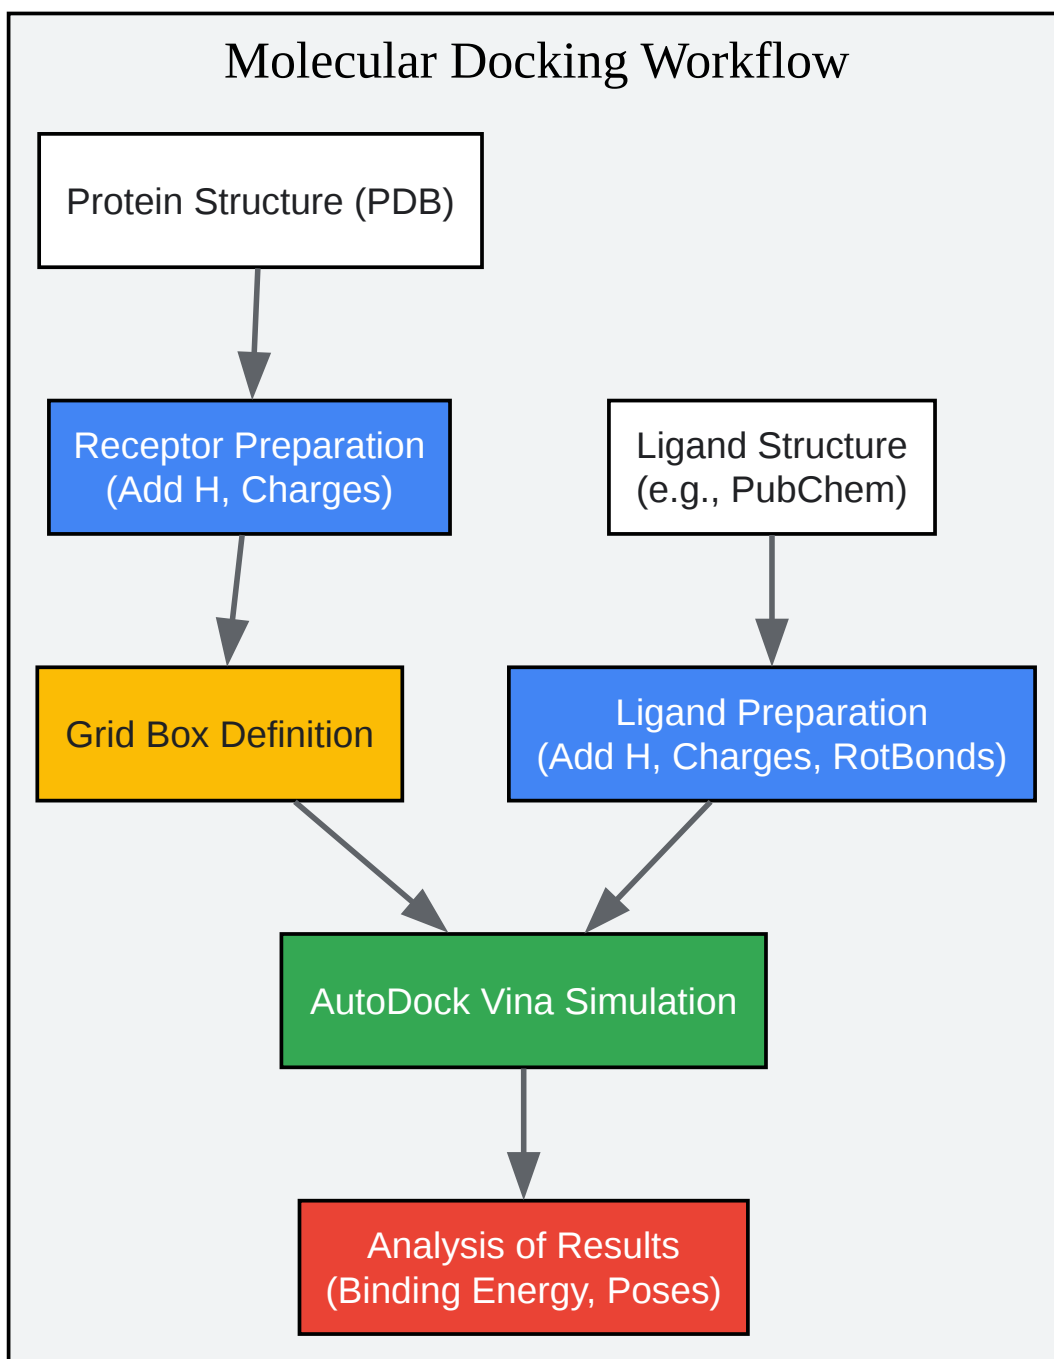 Molecular Docking Workflow
Protein Structure (PDB)
Receptor Preparation
(Add H, Charges)
Ligand Structure
(e.g., PubChem)
Grid Box Definition
Ligand Preparation
(Add H, Charges, RotBonds)
AutoDock Vina Simulation
Analysis of Results
(Binding Energy, Poses)